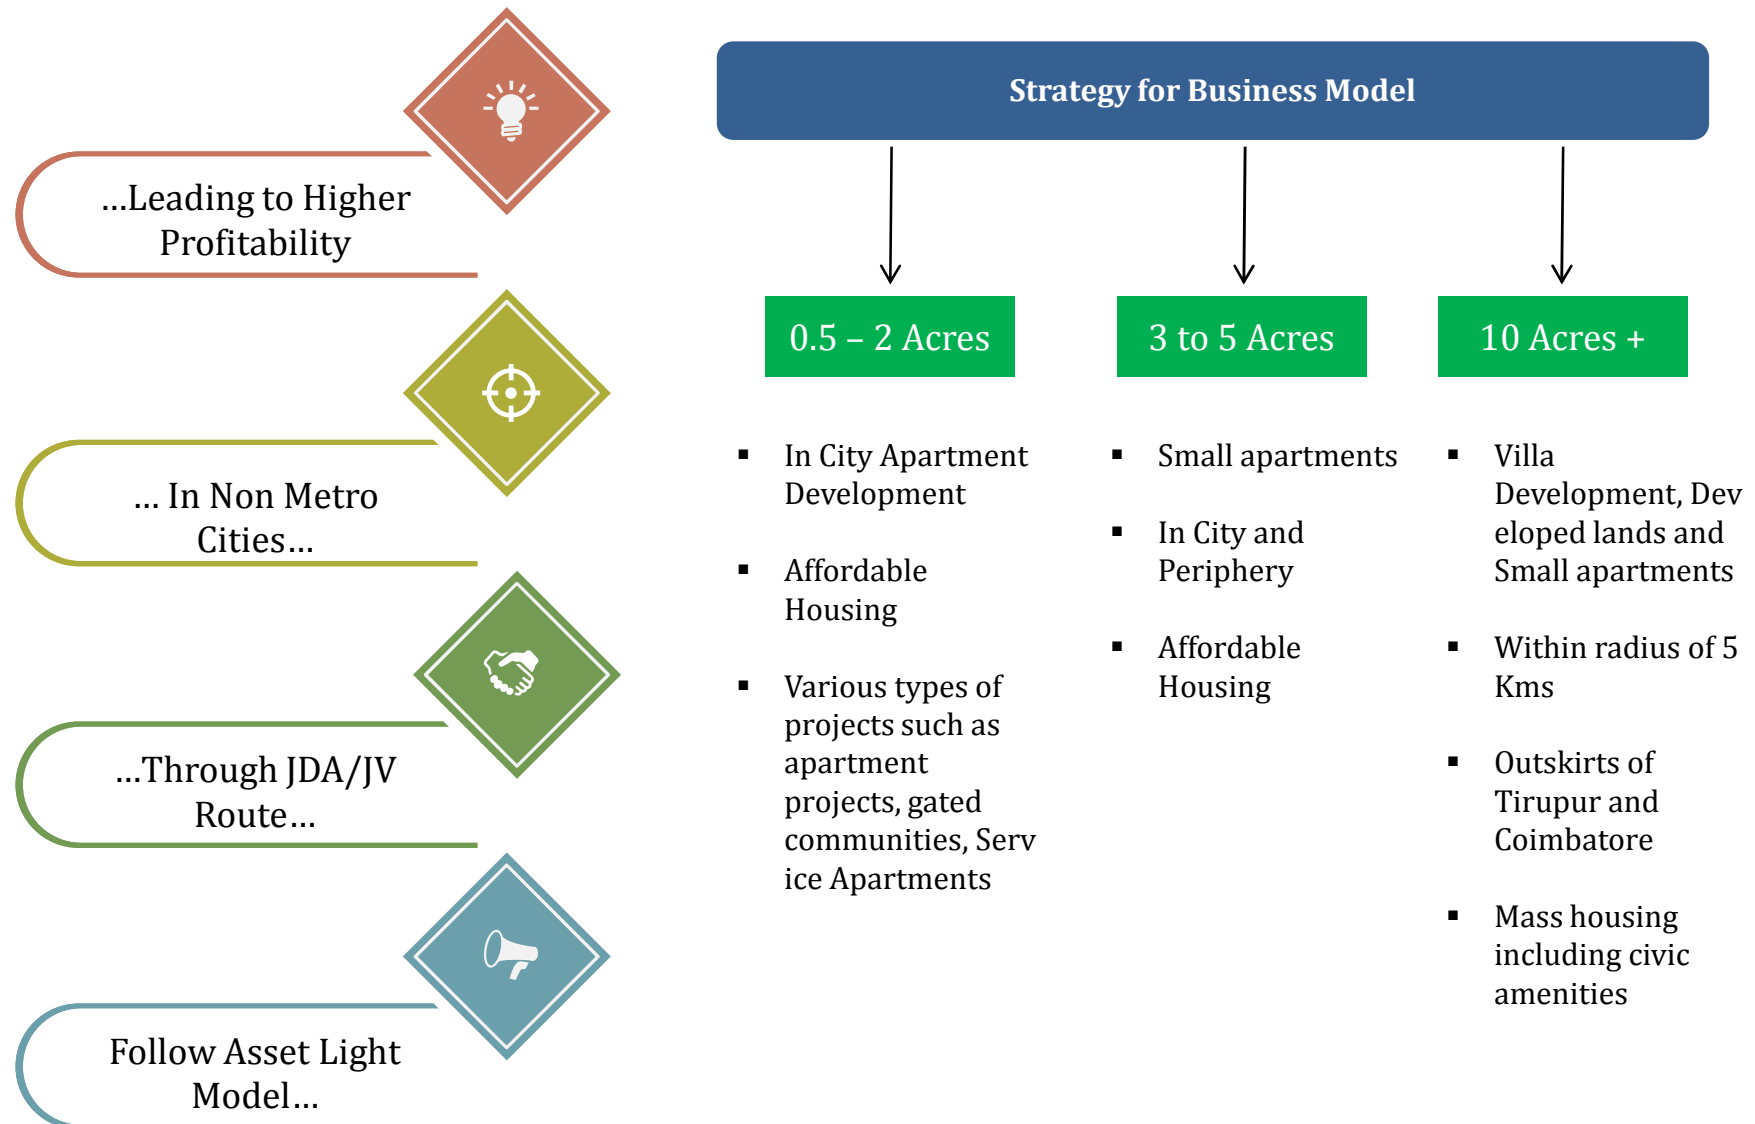 …Leading to Higher
Profitability
… In Non Metro
Cities…
…Through JDA/JV
Route…
Follow Asset Light
Model…
Strategy for Business Model
0.5 – 2 Acres
▪ In City Apartment
Development
▪ Affordable
Housing
▪ Various types of
projects such as
apartment
projects, gated
communities, Serv
ice Apartments
3 to 5 Acres
▪ Small apartments
▪ In City and
Periphery
▪ Affordable
Housing
10 Acres +
▪ Villa
Development, Dev
eloped lands and
Small apartments
▪ Within radius of 5
Kms
▪ Outskirts of
Tirupur and
Coimbatore
▪ Mass housing
including civic
amenities